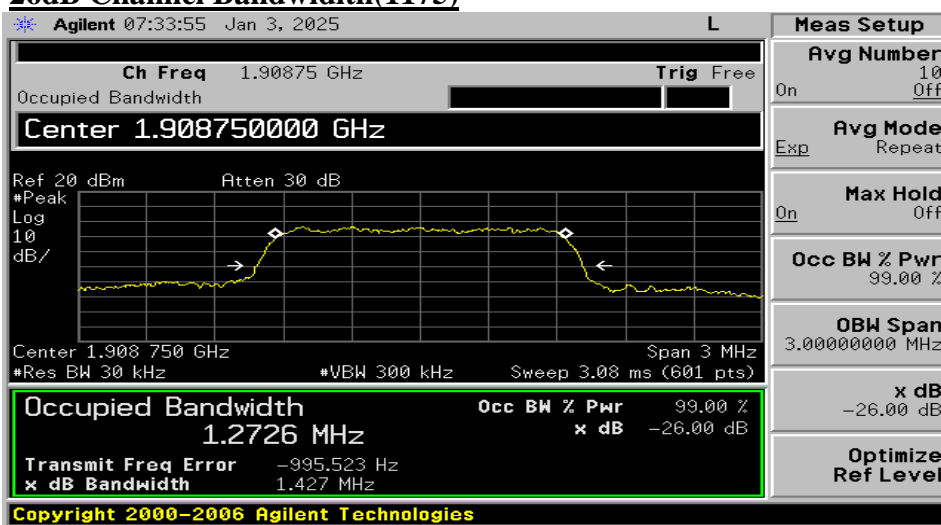 20dB Channel Bandwidth(1175)
Agilent 07:33:55 Jan 3, 2025 L
Meas Setup
Ch Freq 1.90875 GHz Trig Free
Occupied Bandwidth
Center 1.908750000 GHz
Ref 20 dBm Atten 30 dB
#Peak
Log
10
dB/
Center 1.908 750 GHz Span 3 MHz
#Res BW 30 kHz #VBW 300 kHz Sweep 3.08 ms (601 pts)
Occupied Bandwidth Occ BW % Pwr 99.00 %
1.2726 MHz x dB -26.00 dB
Transmit Freq Error -995.523 Hz
x dB Bandwidth 1.427 MHz
Copyright 2000-2006 Agilent Technologies
Avg Number
10
On Off
Avg Mode
Exp Repeat
Max Hold
On Off
Occ BW % Pwr
99.00 %
OBW Span
3.00000000 MHz
x dB
-26.00 dB
Optimize
Ref Level